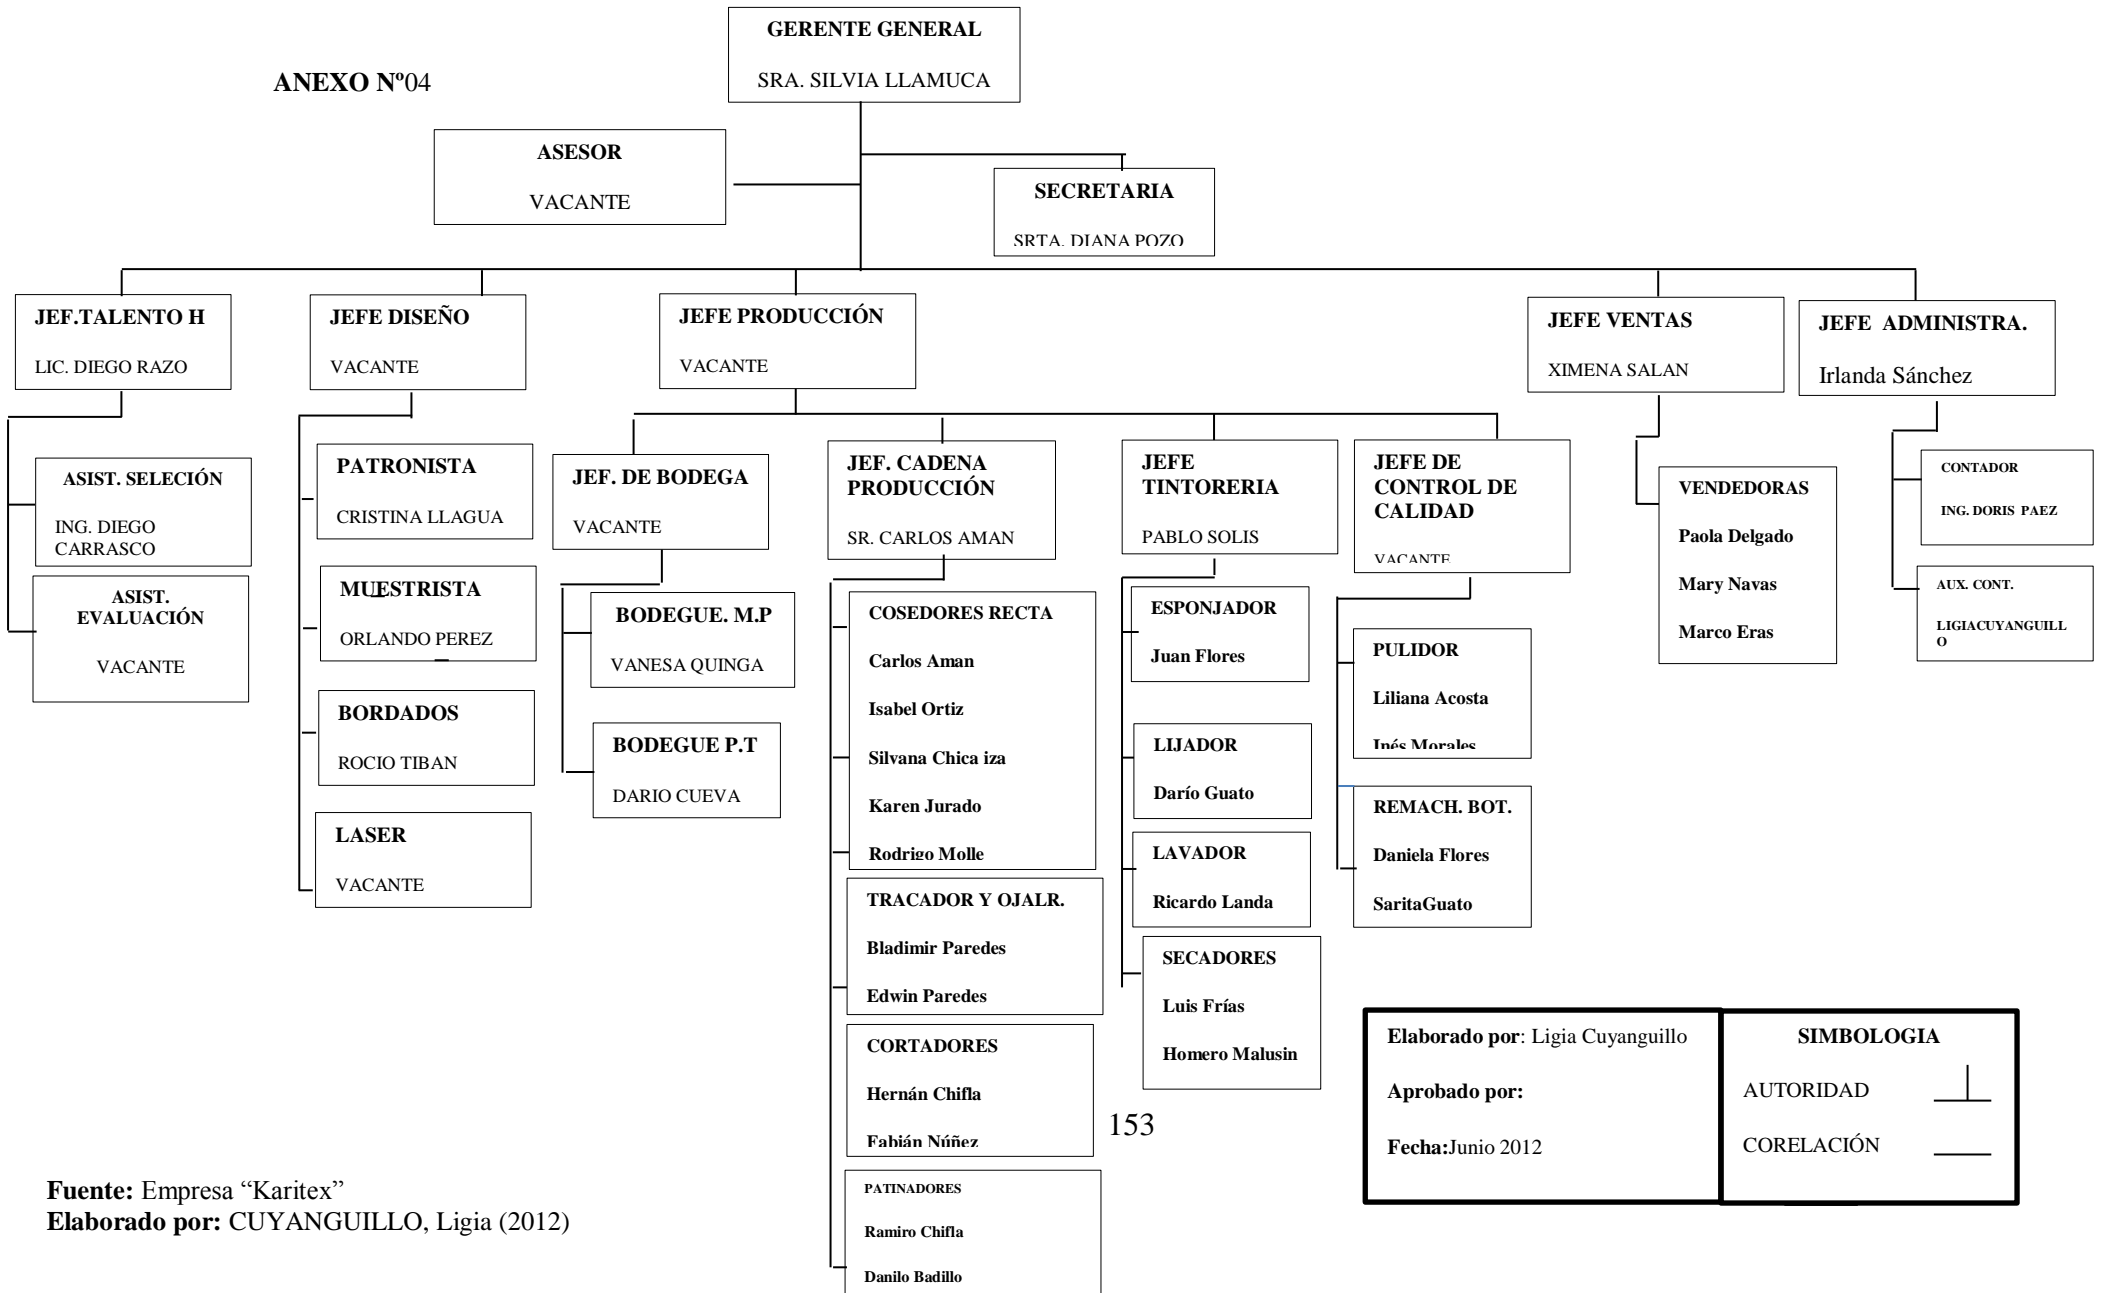 GERENTE GENERAL
SRA. SILVIA LLAMUCA
ANEXO Nº04
ASESOR
VACANTE
SECRETARIA
SRTA. DIANA POZO
JEF.TALENTO H
LIC. DIEGO RAZO
JEFE DISEÑO
VACANTE
JEFE PRODUCCIÓN
VACANTE
JEFE VENTAS
XIMENA SALAN
JEFE ADMINISTRA.
Irlanda Sánchez
ASIST. SELECIÓN
ING. DIEGO
CARRASCO
ASIST.
EVALUACIÓN
VACANTE
PATRONISTA
CRISTINA LLAGUA
MUESTRISTA
ORLANDO PEREZ
BORDADOS
ROCIO TIBAN
LASER
VACANTE
JEF. DE BODEGA
VACANTE
BODEGUE. M.P
VANESA QUINGA
BODEGUE P.T
DARIO CUEVA
JEF. CADENA
PRODUCCIÓN
SR. CARLOS AMAN
COSEDORES RECTA
Carlos Aman
Isabel Ortiz
Silvana Chica iza
Karen Jurado
Rodrigo Molle
TRACADOR Y OJALR.
Bladimir Paredes
Edwin Paredes
CORTADORES
Hernán Chifla
Fabián Núñez
PATINADORES
Ramiro Chifla
Danilo Badillo
JEFE
TINTORERIA
PABLO SOLIS
ESPONJADOR
Juan Flores
LIJADOR
Darío Guato
LAVADOR
Ricardo Landa
SECADORES
Luis Frías
Homero Malusin
JEFE DE
CONTROL DE
CALIDAD
VACANTE
PULIDOR
Liliana Acosta
Inés Morales
REMACH. BOT.
Daniela Flores
SaritaGuato
VENDEDORAS
Paola Delgado
Mary Navas
Marco Eras
CONTADOR
ING. DORIS PAEZ
AUX. CONT.
LIGIACUYANGUILL
O
153
Elaborado por: Ligia Cuyanguillo
Aprobado por:
Fecha:Junio 2012
SIMBOLOGIA
AUTORIDAD
CORELACIÓN
Fuente: Empresa “Karitex”
Elaborado por: CUYANGUILLO, Ligia (2012)